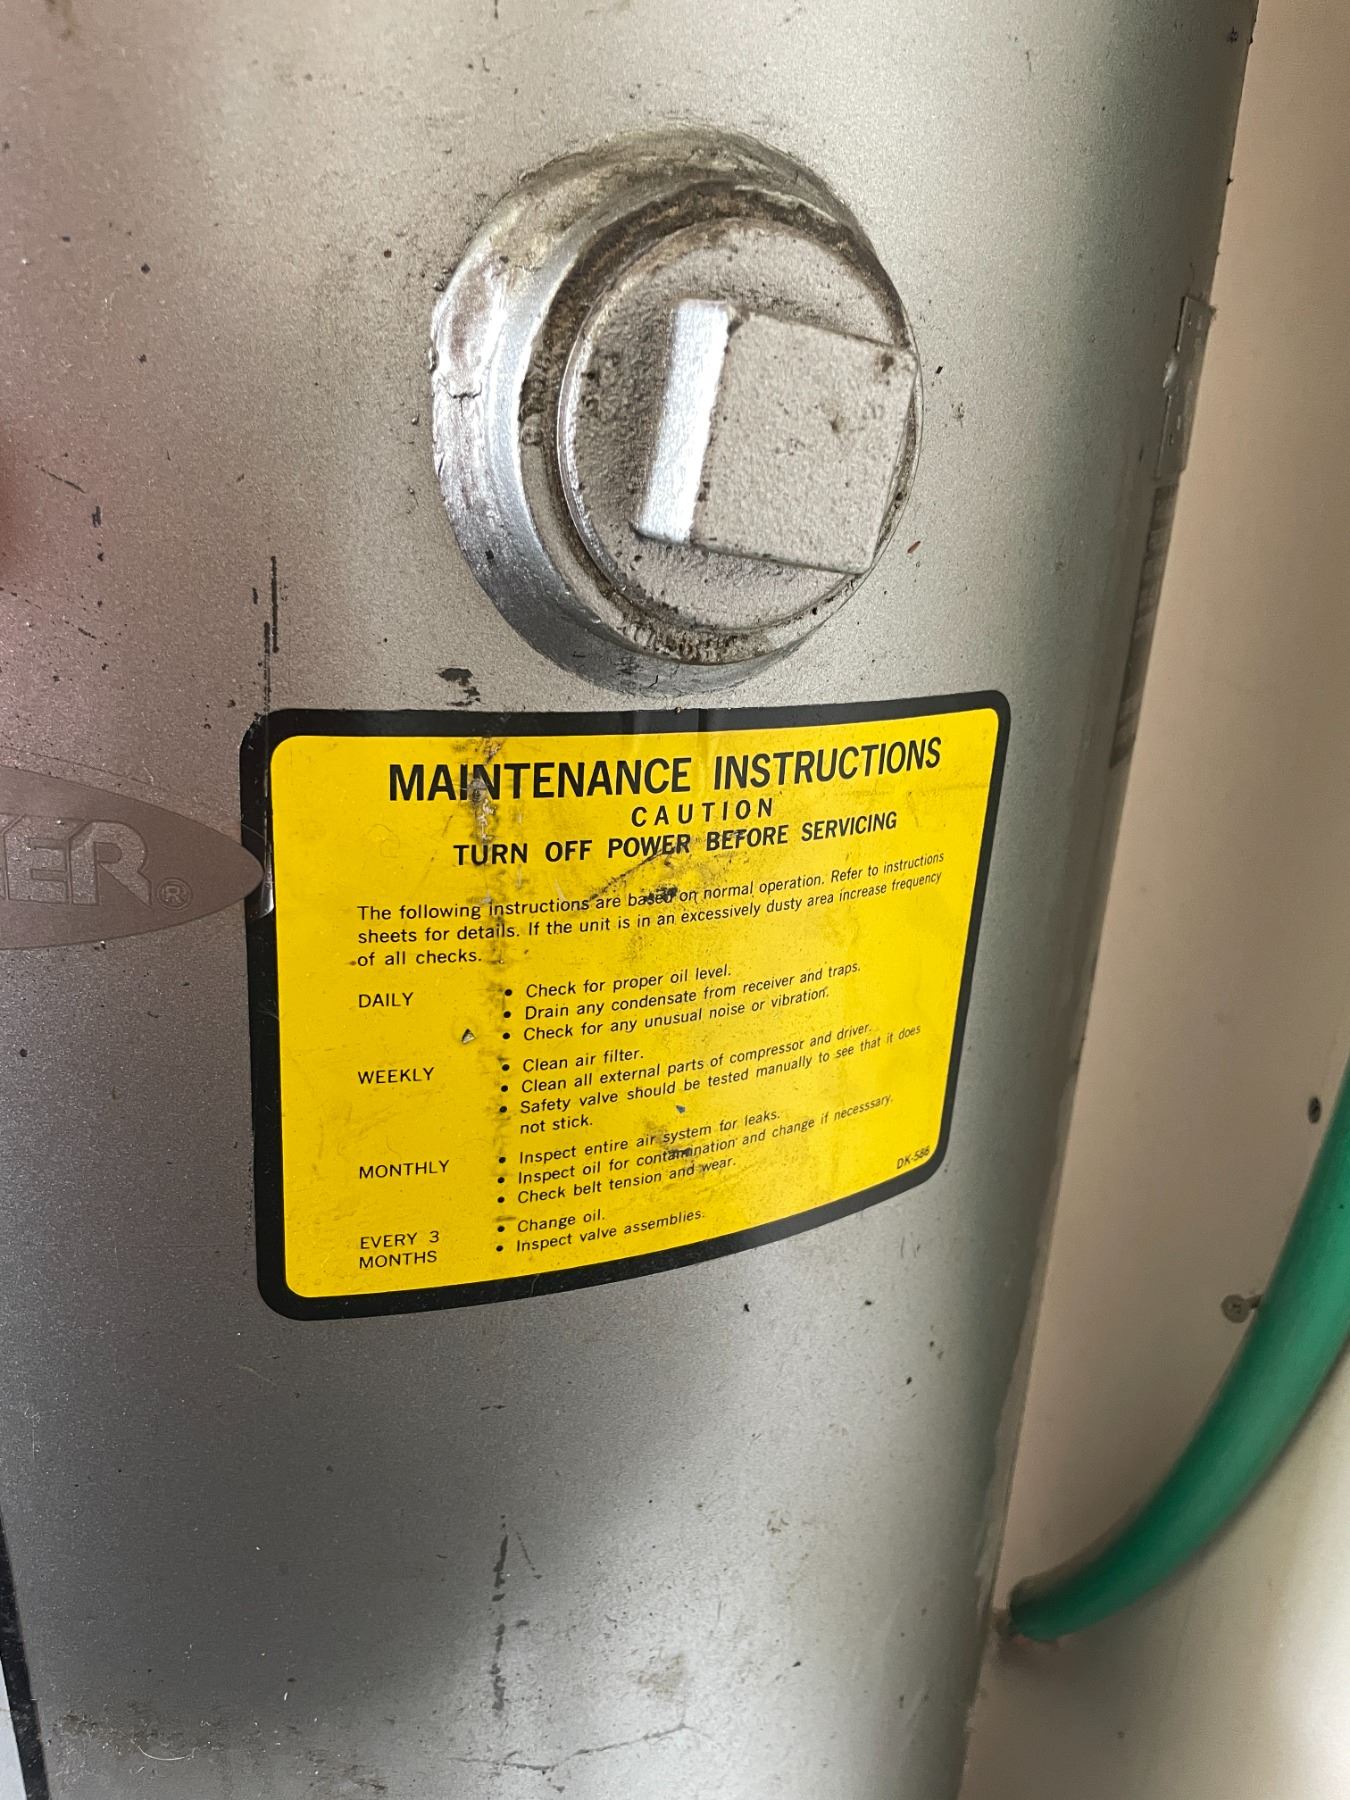 MAINTENANCE INSTRUCTIONS
CAUTION
TURN OFF POWER BEFORE SERVICING
The following instructions are based on normal operation. Refer to instructions
sheets for details. If the unit is in an excessively dusty area increase frequency
of all checks.
DAILY
• Check for proper oil level.
• Drain any condensate from receiver and traps.
• Check for any unusual noise or vibration.
WEEKLY
• Clean air filter.
• Clean all external parts of compressor and driver.
• Safety valve should be tested manually to see that it does
not stick.
MONTHLY
• Inspect entire air system for leaks.
• Inspect oil for contamination and change if necesssary.
• Check belt tension and wear.
EVERY 3
MONTHS
• Change oil.
• Inspect valve assemblies.
DK-586
ER®